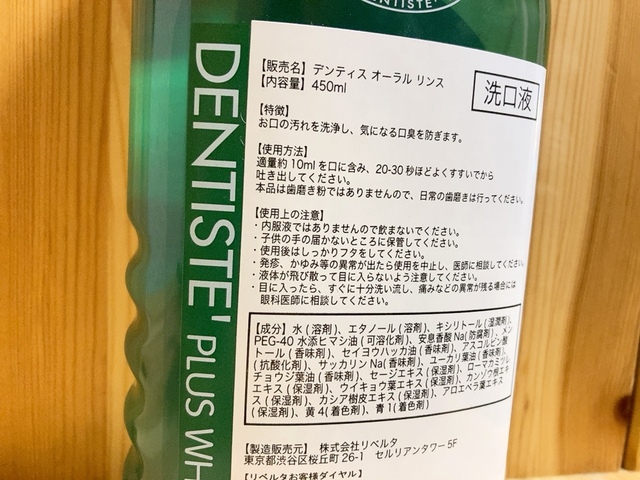 DENTISTE'
DENTISTE' PLUS WH
【販売名】デンティス オーラル リンス
【内容量】450ml
洗口液
【特徴】
お口の汚れを洗浄し、気になる口臭を防ぎます。
【使用方法】
適量約10mlを口に含み、20-30秒ほどよくすすいでから
吐き出してください。
本品は歯磨き粉ではありませんので、日常の歯磨きは行ってください。
【使用上の注意】
・内服液ではありませんので飲まないでください。
・子供の手の届かないところに保管してください。
・使用後はしっかりフタをしてください。
・発疹、かゆみ等の異常が出たら使用を中止し、医師に相談してください。
・液体が飛び散って目に入らないよう注意してください。
・目に入ったら、すぐに十分洗い流し、痛みなどの異常が残る場合には
眼科医師に相談してください。
【成分】水(溶剤)、エタノール(溶剤)、キシリトール(湿潤剤)、
PEG-40水添ヒマシ油(可溶化剤)、安息香酸Na(防腐剤)、メン
トール(香味剤)、セイヨウハッカ油(香味剤)、アスコルビン酸
(抗酸化剤)、サッカリンNa(香味剤)、ユーカリ葉油(香味剤)、
チョウジ葉油(香味剤)、セージエキス(保湿剤)、ローマカミツレ
エキス(保湿剤)、ウイキョウ葉エキス(保湿剤)、カンゾウ根エキ
ス(保湿剤)、カシア樹皮エキス(保湿剤)、アロエベラ葉エキス
(保湿剤)、黄4(着色剤)、青1(着色剤)
【製造販売元】 株式会社リベルタ
東京都渋谷区桜丘町26-1 セルリアンタワー5F
【リベルタお客様ダイヤル】